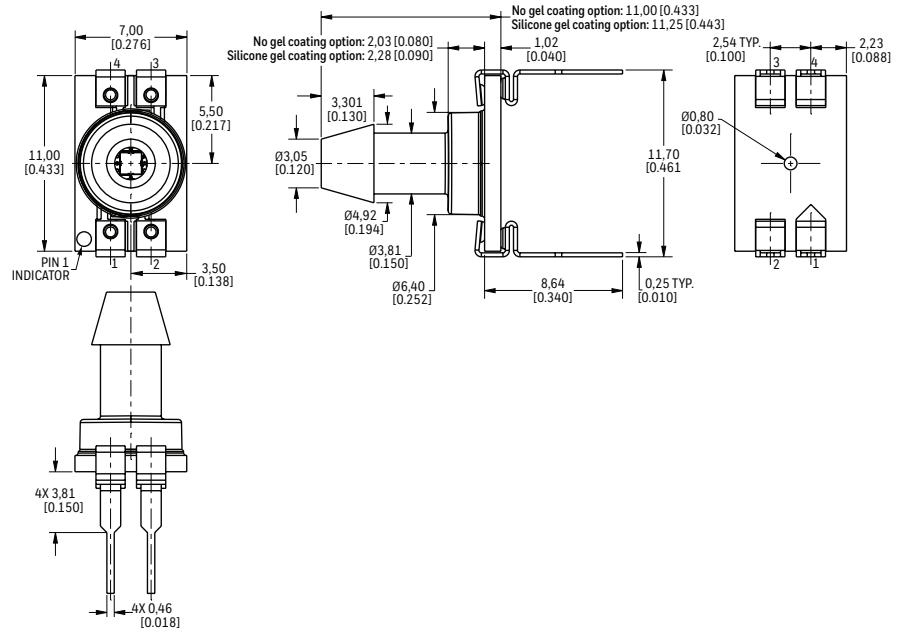 No gel coating option: 11,00 [0.433]
Silicone gel coating option: 11,25 [0.443]
7,00
[0.276]
No gel coating option: 2,03 [0.080]
Silicone gel coating option: 2,28 [0.090]
1,02
[0.040]
2,54 TYP.
[0.100]
2,23
[0.088]
4
3
3
4
3,301
[0.130]
5,50
[0.217]
Ø0,80
[0.032]
11,00
[0.433]
Ø3,05
[0.120]
11,70
[0.461
Ø4,92
[0.194]
Ø3,81
[0.150]
PIN 1
INDICATOR
1
2
3,50
[0.138]
2
1
Ø6,40
[0.252]
8,64
[0.340]
0,25 TYP.
[0.010]
4X 3,81
[0.150]
4X 0,46
[0.018]